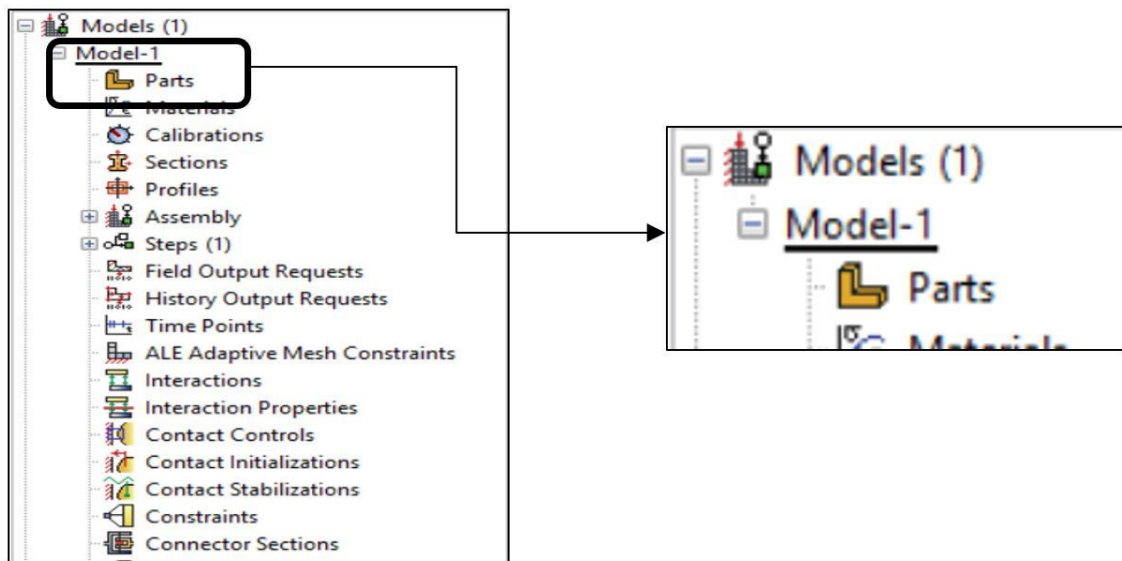 Models (1)
Model-1
Parts
Materials
Calibrations
Sections
Profiles
Assembly
Steps (1)
Field Output Requests
History Output Requests
Time Points
ALE Adaptive Mesh Constraints
Interactions
Interaction Properties
Contact Controls
Contact Initializations
Contact Stabilizations
Constraints
Connector Sections
Models (1)
Model-1
Parts
Materials